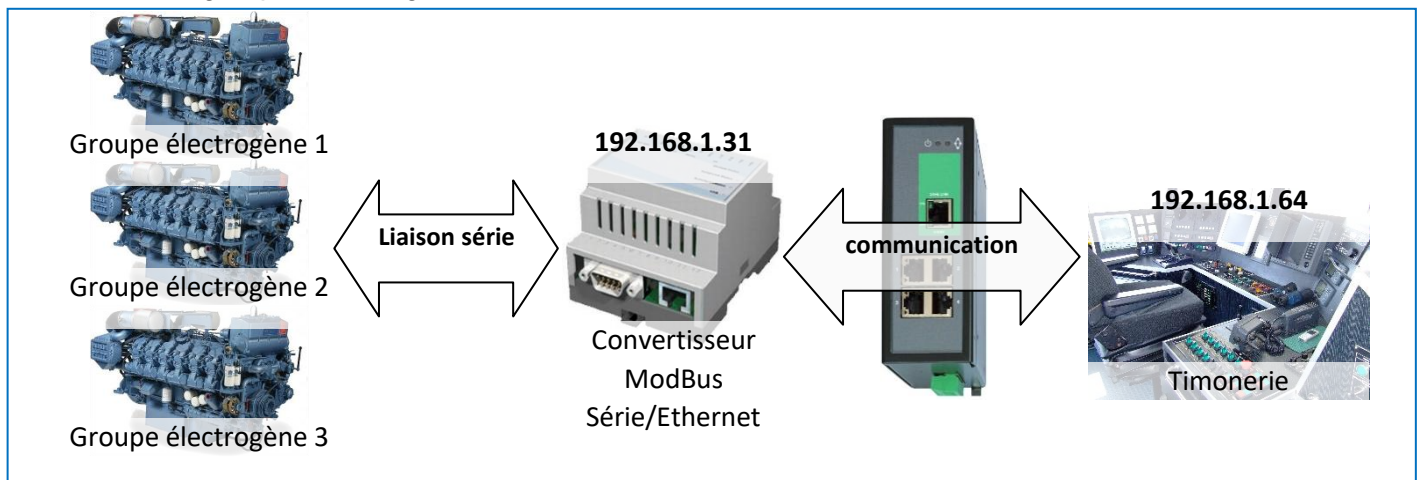 Groupe électrogène 1
Groupe électrogène 2
Groupe électrogène 3
Liaison série
192.168.1.31
Convertisseur
ModBus
Série/Ethernet
communication
192.168.1.64
Timonerie